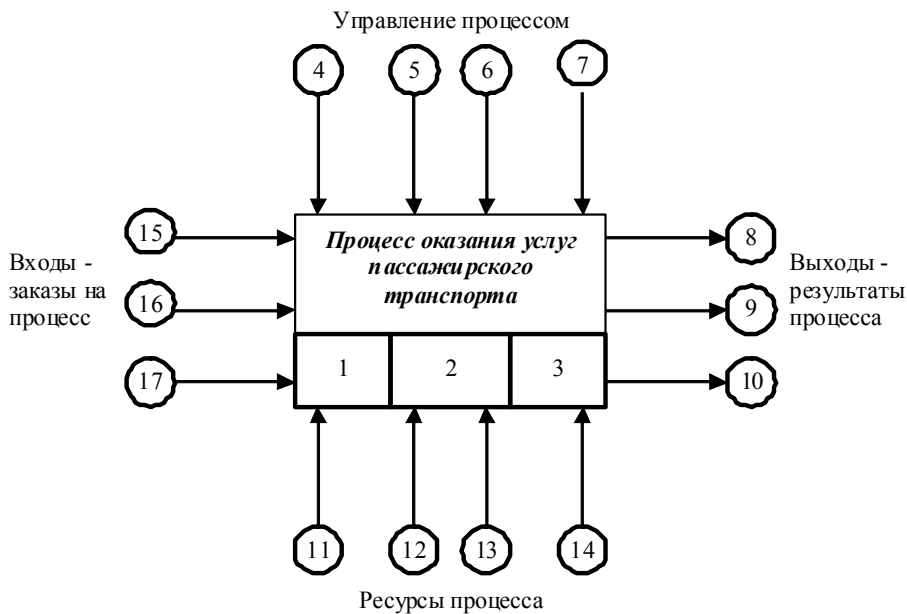 Управление процессом
4 5 6 7
15
Процесс оказания услуг
пассажирского
транспорта
8
Входы -
заказы на
процесс
16
Выходы -
результаты
процесса
9
17
1 2 3
10
11 12 13 14
Ресурсы процесса